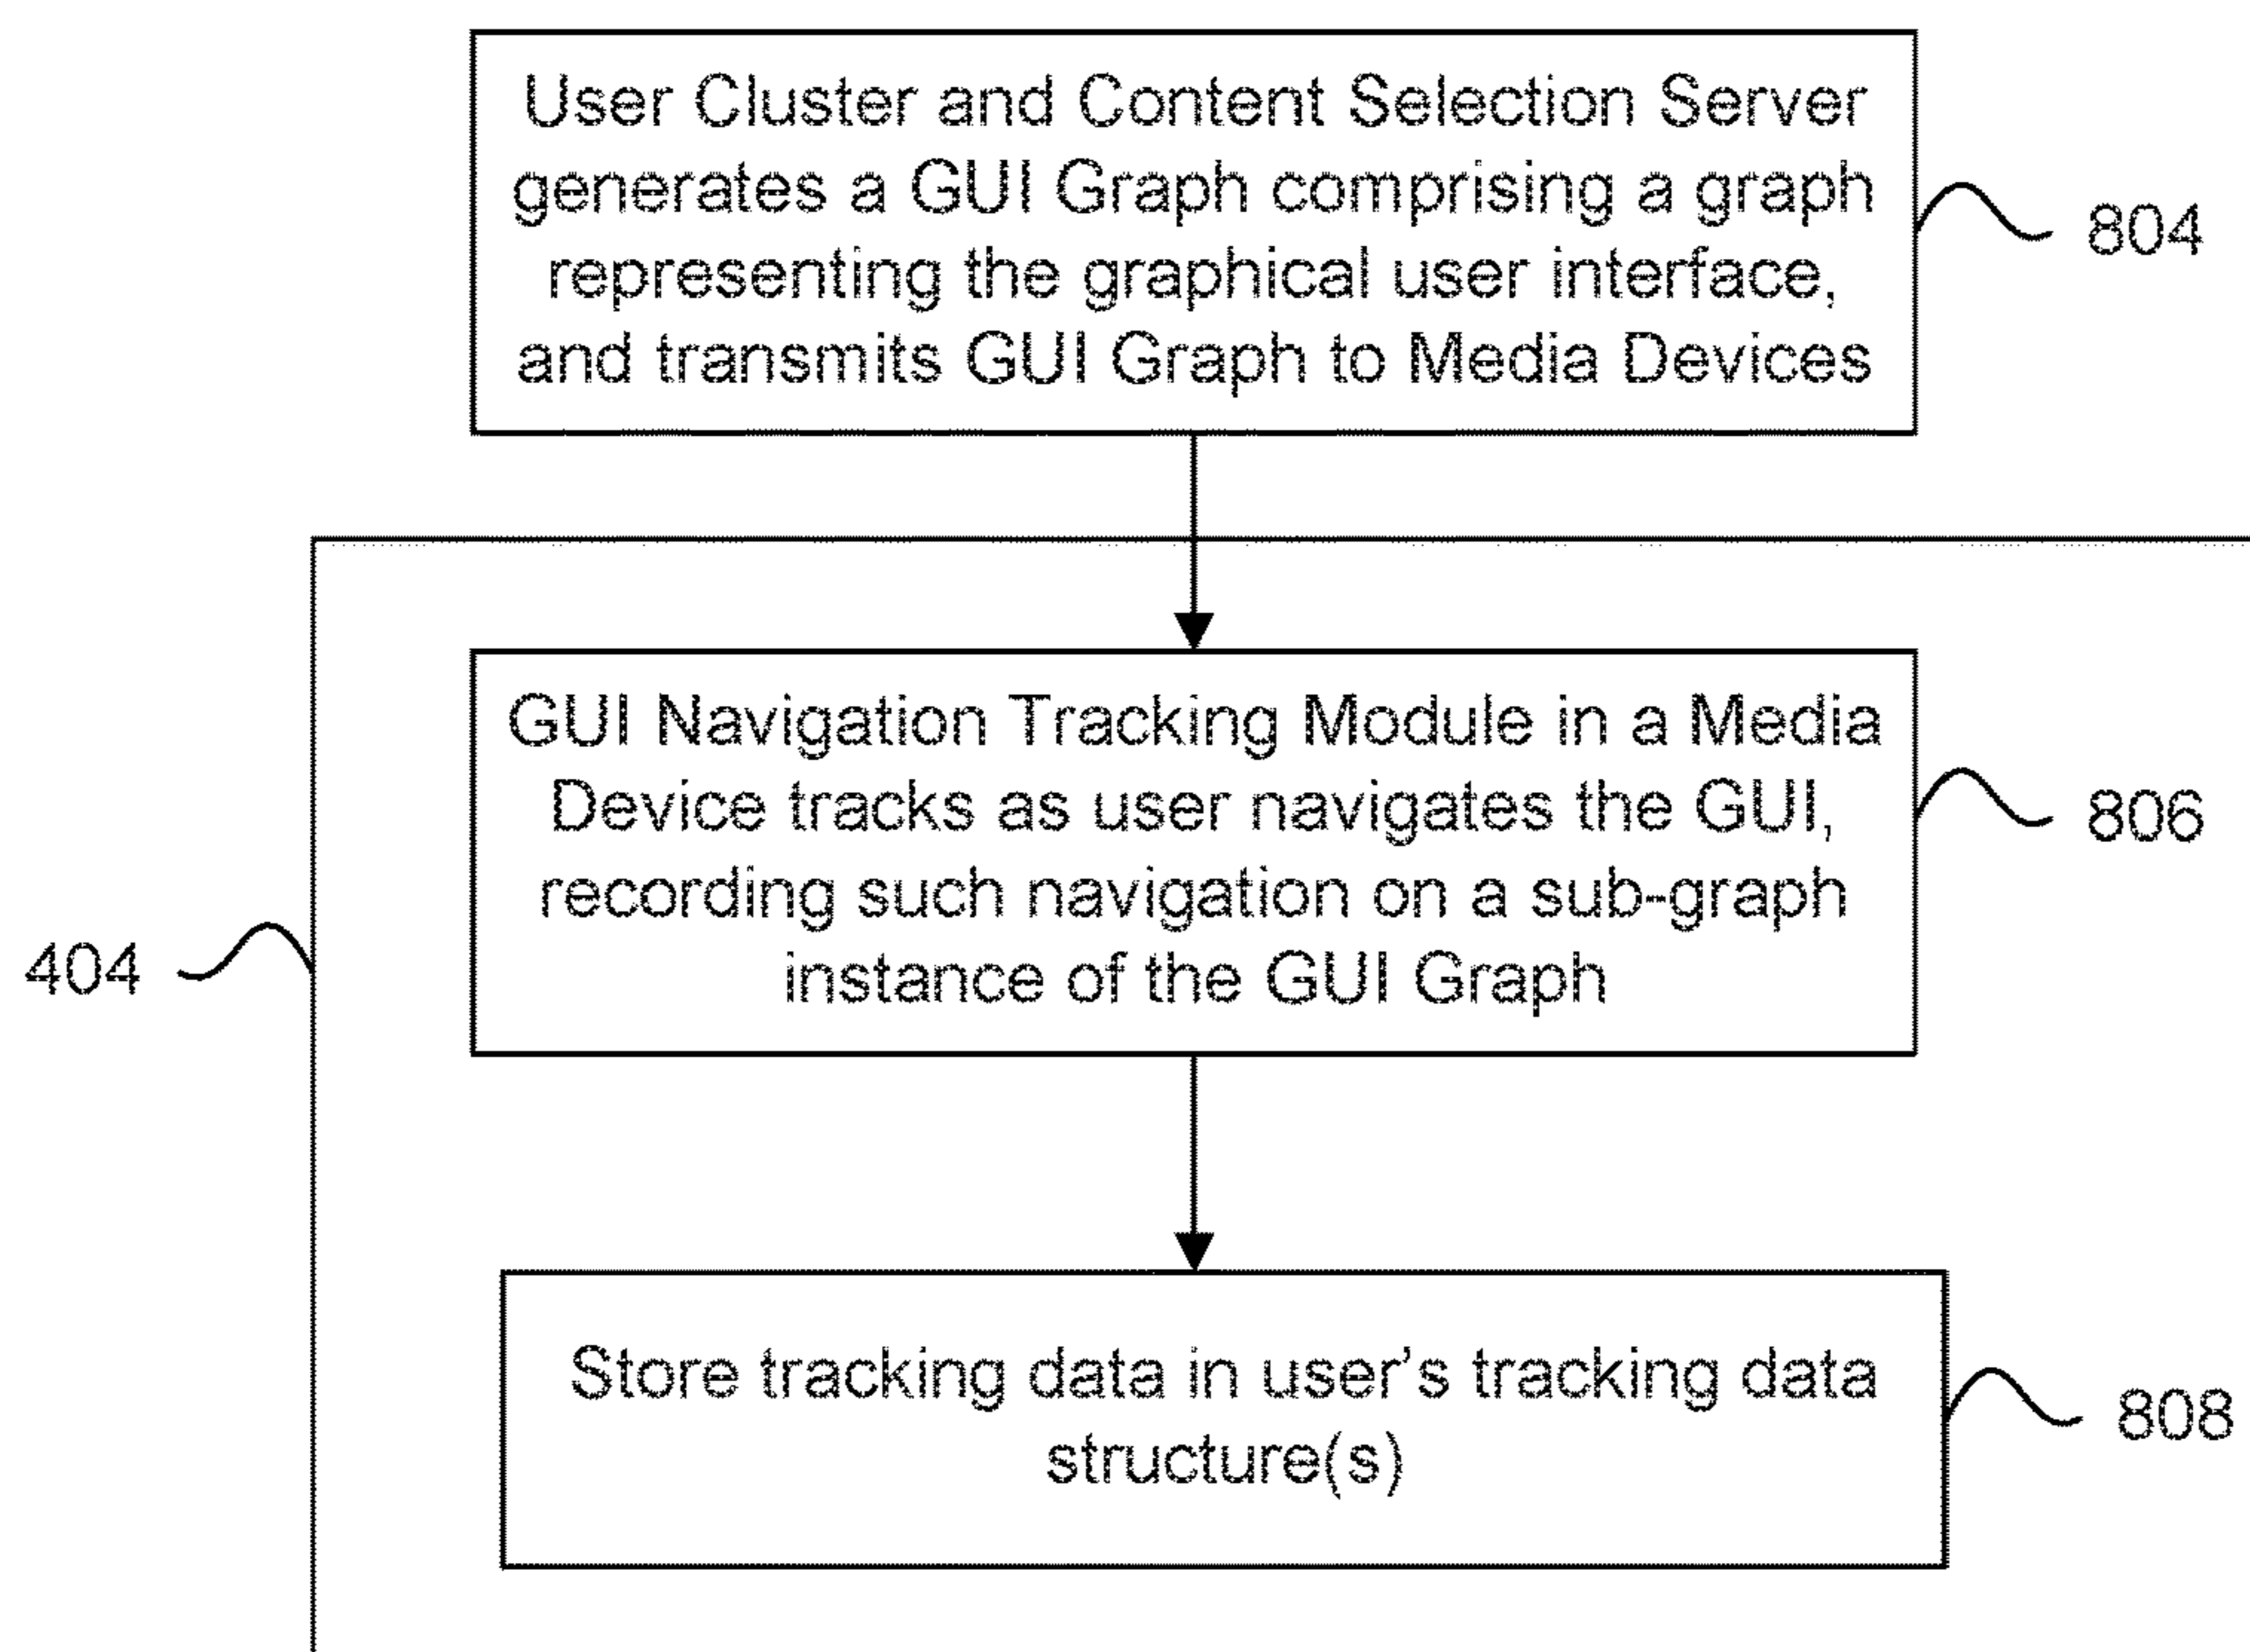 User Cluster and Content Selection Server
generates a GUI Graph comprising a graph
representing the graphical user interface,
and transmits GUI Graph to Media Devices
804
GUI Navigation Tracking Module in a Media
Device tracks as user navigates the GUI,
recording such navigation on a sub-graph
instance of the GUI Graph
806
404
Store tracking data in user's tracking data
structure(s)
808